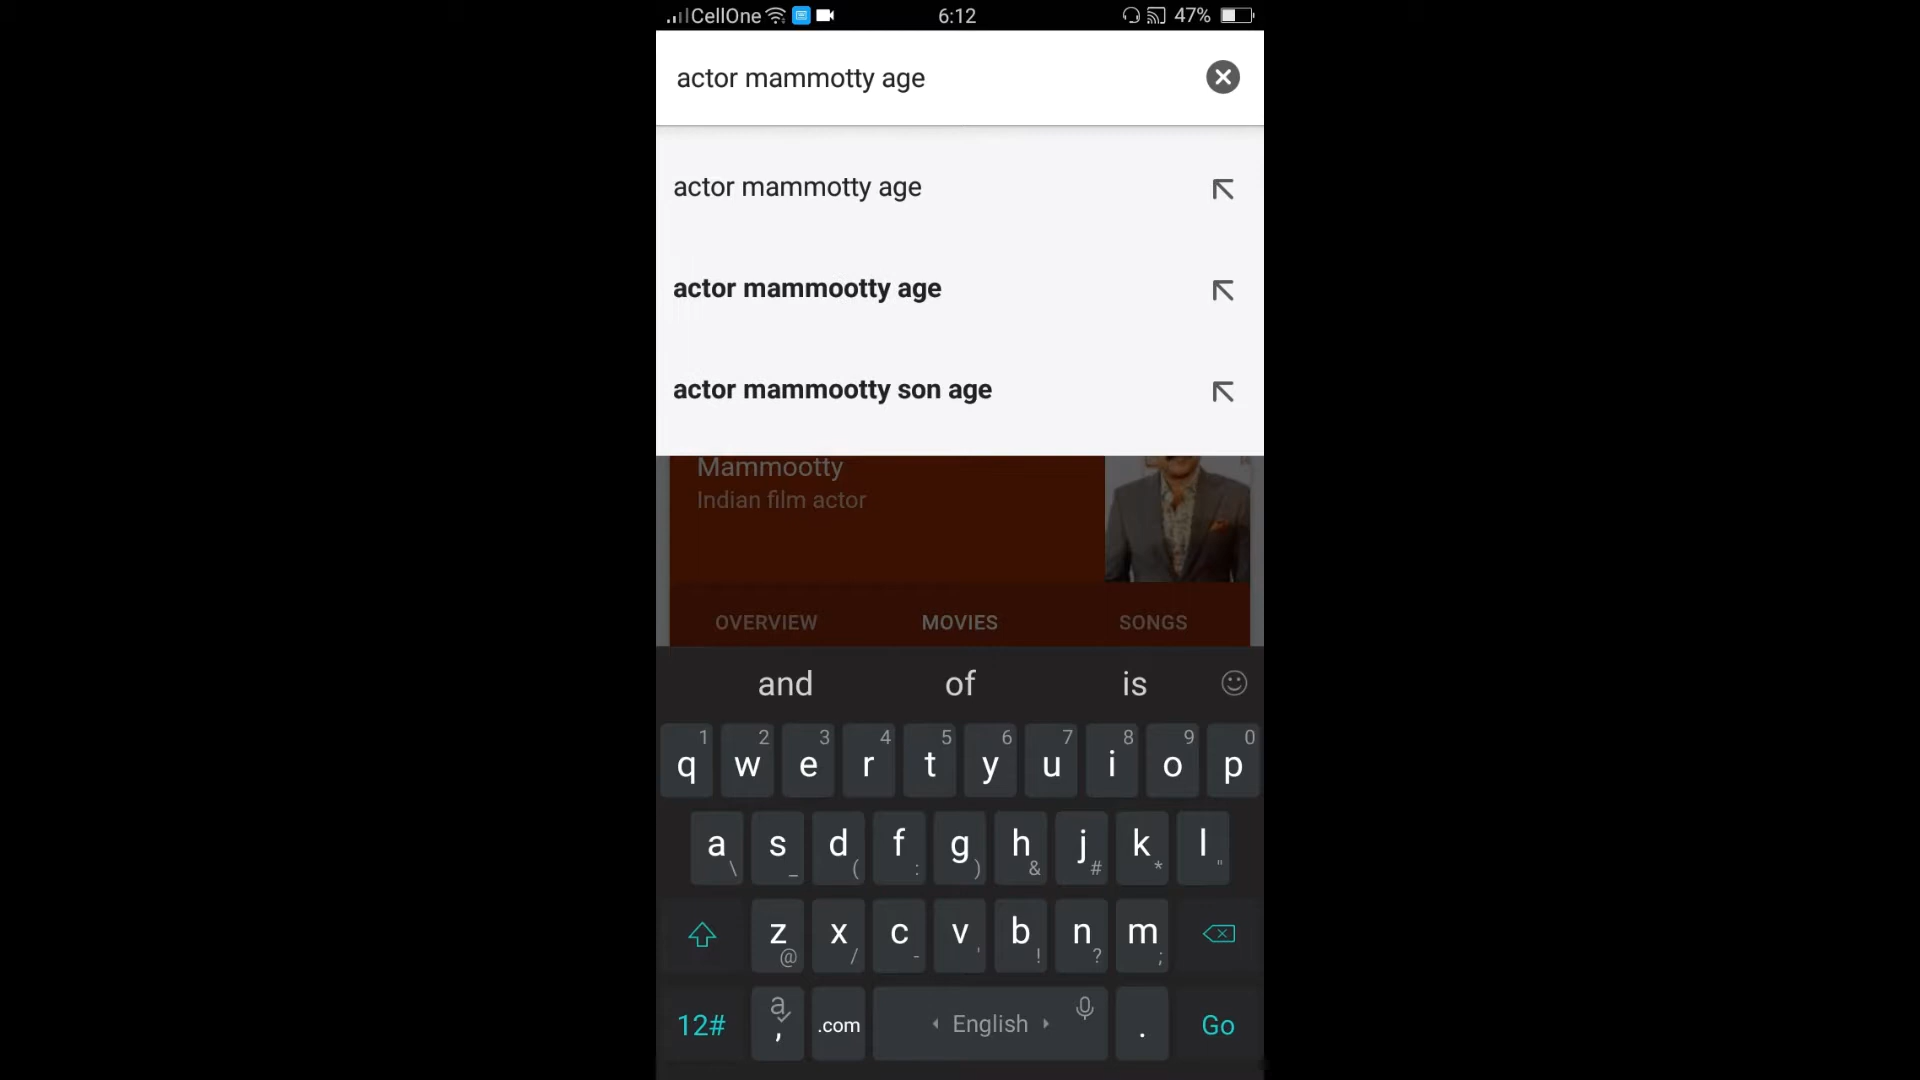 CellOne 6:12 47%
actor mammotty age
actor mammotty age
actor mammootty age
actor mammootty son age
Mammootty
Indian film actor
OVERVIEW MOVIES SONGS
and of is
1 2 3 4 5 6 7 8 9 0
q w e r t y u i o p
a s d f g h j k l
\ _ ( : ) & # * "
z x c v b n m
@ / - ' ! ? ;
12# a , .com English . Go